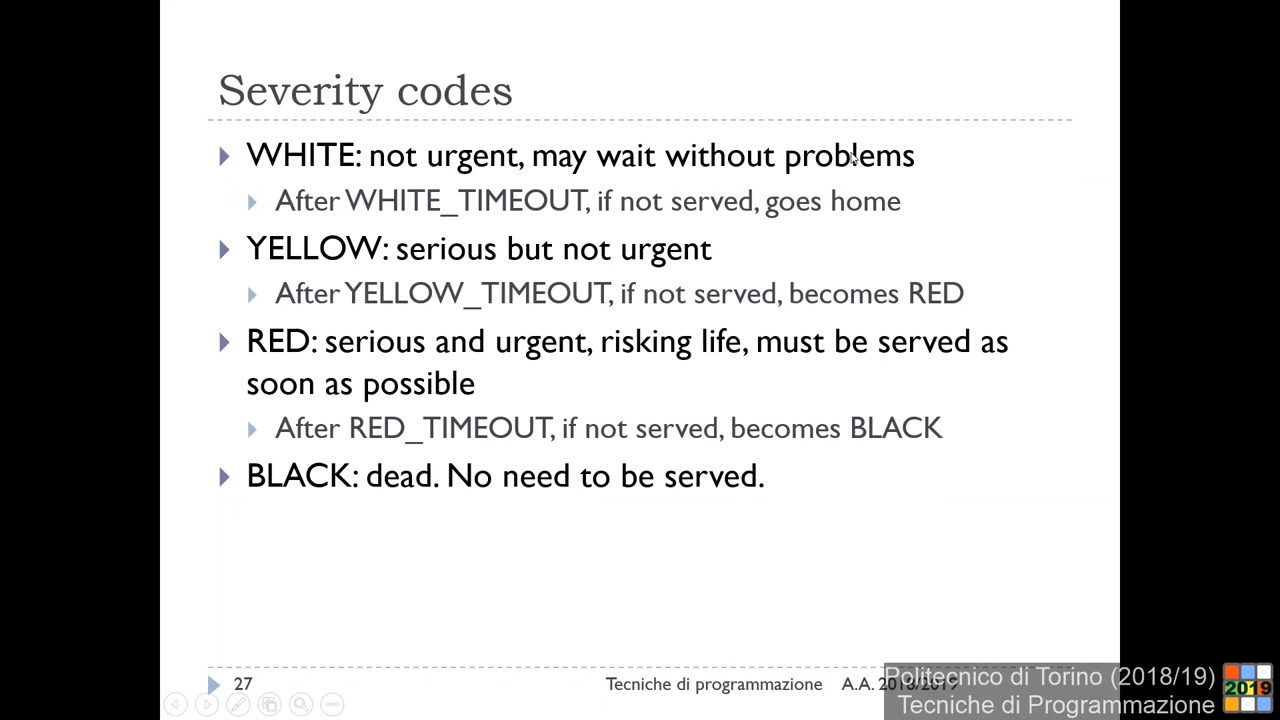 Severity codes
WHITE: not urgent, may wait without problems
After WHITE_TIMEOUT, if not served, goes home
YELLOW: serious but not urgent
After YELLOW_TIMEOUT, if not served, becomes RED
RED: serious and urgent, risking life, must be served as
soon as possible
After RED_TIMEOUT, if not served, becomes BLACK
BLACK: dead. No need to be served.
27
Tecniche di programmazione A.A. 2018/2019
Politecnico di Torino (2018/19)
Tecniche di Programmazione
2019